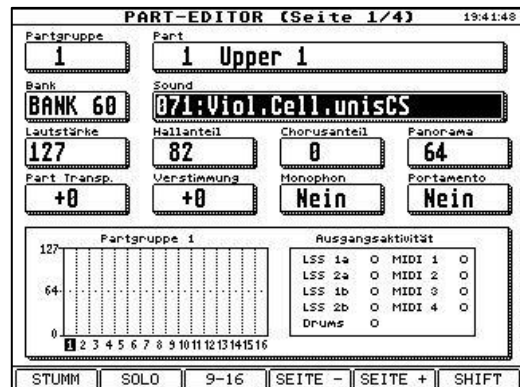 PART-EDITOR (Seite 1/4) 19:41:48
Partgruppe Part
1 1 Upper 1
Bank Sound
BANK 60 071:Viol.Cell.unisCS
Lautstärke Hallanteil Chorusanteil Panorama
127 82 0 64
Part Transp. Verstimmung Monophon Portamento
+0 +0 Nein Nein
Partgruppe 1 Ausgangsaktivität
127
64
0
LSS 1a MIDI 1
LSS 2a MIDI 2
LSS 1b MIDI 3
LSS 2b MIDI 4
Drums
1 2 3 4 5 6 7 8 9 10 11 12 13 14 15 16
STUMM SOLO 9-16 SEITE - SEITE + SHIFT